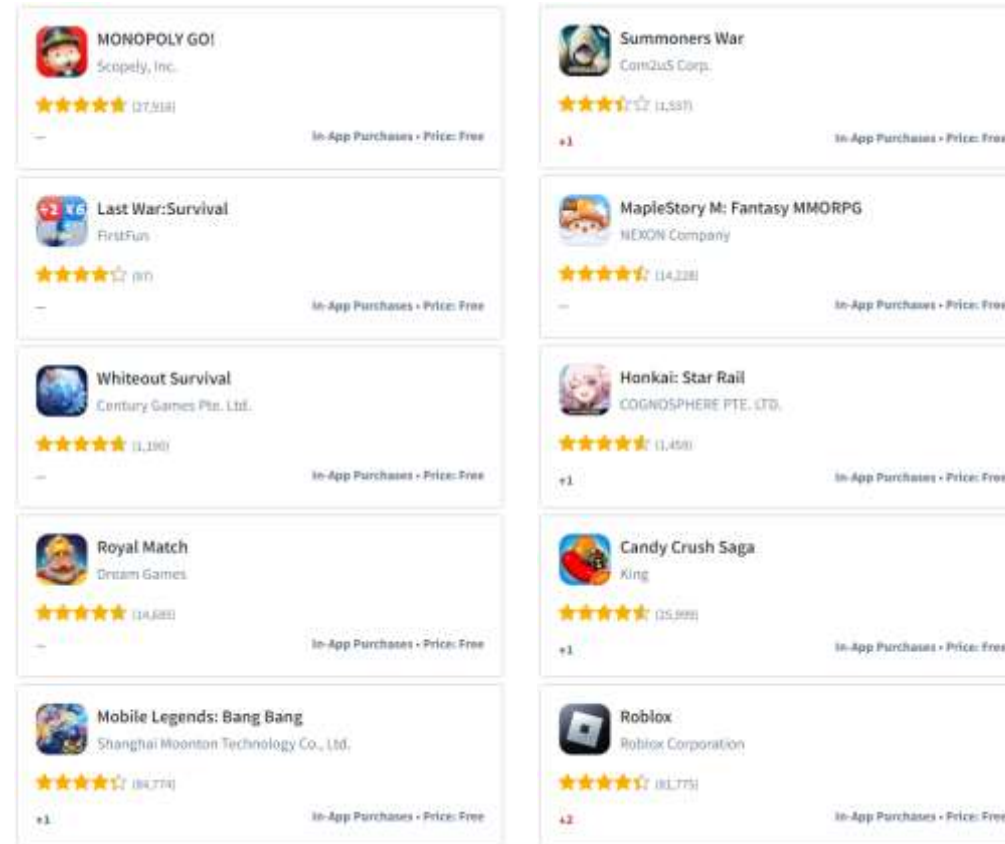 MONOPOLY GO!
Scopely, Inc.
In-App Purchases • Price: Free
Last War:Survival
FirstFun
(97)
In-App Purchases • Price: Free
Whiteout Survival
Century Games Pte. Ltd.
(1,190)
In-App Purchases • Price: Free
Royal Match
Dream Games
In-App Purchases • Price: Free
Mobile Legends: Bang Bang
Shanghai Moonton Technology Co., Ltd.
(84,774)
+1
In-App Purchases • Price: Free
Summoners War
Com2uS Corp.
(1,537)
In-App Purchases • Price: Free
MapleStory M: Fantasy MMORPG
NEXON Company
(14,228)
In-App Purchases • Price: Free
Honkai: Star Rail
COGNOSPHERE PTE. LTD.
(1,459)
+1
In-App Purchases • Price: Free
Candy Crush Saga
King
(25,999)
+1
In-App Purchases • Price: Free
Roblox
Roblox Corporation
(81,775)
In-App Purchases • Price: Free